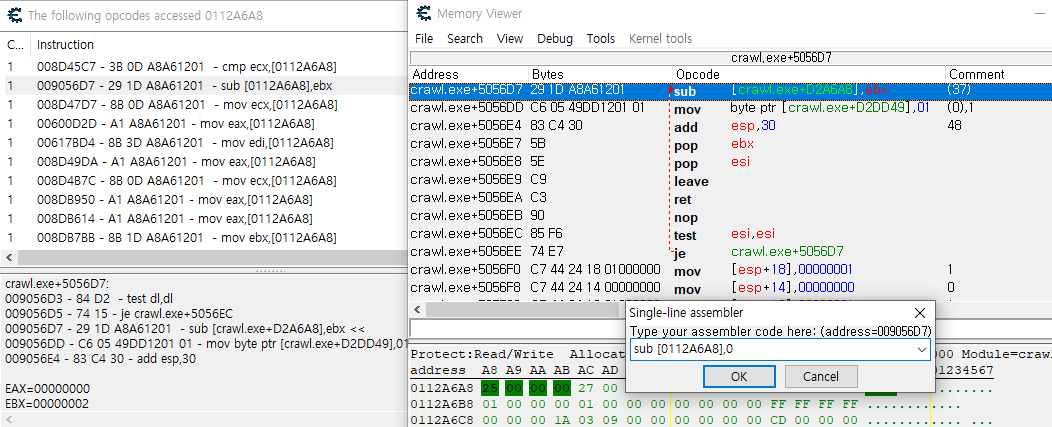 The following opcodes accessed 0112A6A8
C... Instruction
1 008D45C7 - 3B 0D A8A61201 - cmp ecx,[0112A6A8]
1 009056D7 - 29 1D A8A61201 - sub [0112A6A8],ebx
1 008D47D7 - 8B 0D A8A61201 - mov ecx,[0112A6A8]
1 00600D2D - A1 A8A61201 - mov eax,[0112A6A8]
1 00617BD4 - 8B 3D A8A61201 - mov edi,[0112A6A8]
1 008D49DA - A1 A8A61201 - mov eax,[0112A6A8]
1 008D4B7C - 8B 0D A8A61201 - mov ecx,[0112A6A8]
1 008DB950 - A1 A8A61201 - mov eax,[0112A6A8]
1 008DB614 - A1 A8A61201 - mov eax,[0112A6A8]
1 008DB7BB - 8B 1D A8A61201 - mov ebx,[0112A6A8]
crawl.exe+5056D7:
009056D3 - 84 D2 - test dl,dl
009056D5 - 74 15 - je crawl.exe+5056EC
009056D7 - 29 1D A8A61201 - sub [crawl.exe+D2A6A8],ebx <<
009056DD - C6 05 49DD1201 01 - mov byte ptr [crawl.exe+D2DD49],01
009056E4 - 83 C4 30 - add esp,30
EAX=00000000
EBX=00000002
Memory Viewer
File Search View Debug Tools Kernel tools
crawl.exe+5056D7
Address Bytes Opcode Comment
crawl.exe+5056D7 29 1D A8A61201 sub [crawl.exe+D2A6A8],ebx (37)
crawl.exe+5056DD C6 05 49DD1201 01 mov byte ptr [crawl.exe+D2DD49],01 (0),1
crawl.exe+5056E4 83 C4 30 add esp,30 48
crawl.exe+5056E7 5B pop ebx
crawl.exe+5056E8 5E pop esi
crawl.exe+5056E9 C9 leave
crawl.exe+5056EA C3 ret
crawl.exe+5056EB 90 nop
crawl.exe+5056EC 85 F6 test esi,esi
crawl.exe+5056EE 74 E7 je crawl.exe+5056D7
crawl.exe+5056F0 C7 44 24 18 01000000 mov [esp+18],00000001 1
crawl.exe+5056F8 C7 44 24 14 00000000 mov [esp+14],00000000 0
Single-line assembler
Type your assembler code here: (address=009056D7)
sub [0112A6A8],0
OK Cancel
Protect:Read/Write Allocat 000 Module=crawl
address A8 A9 AA AB AC AD 01234567
0112A6A8 25 00 00 00 27 00
0112A6B8 01 00 00 00 01 00 00 00 00 00 00 00 FF FF FF FF
0112A6C8 00 00 00 00 1A 03 09 00 00 00 00 00 CD 00 00 00